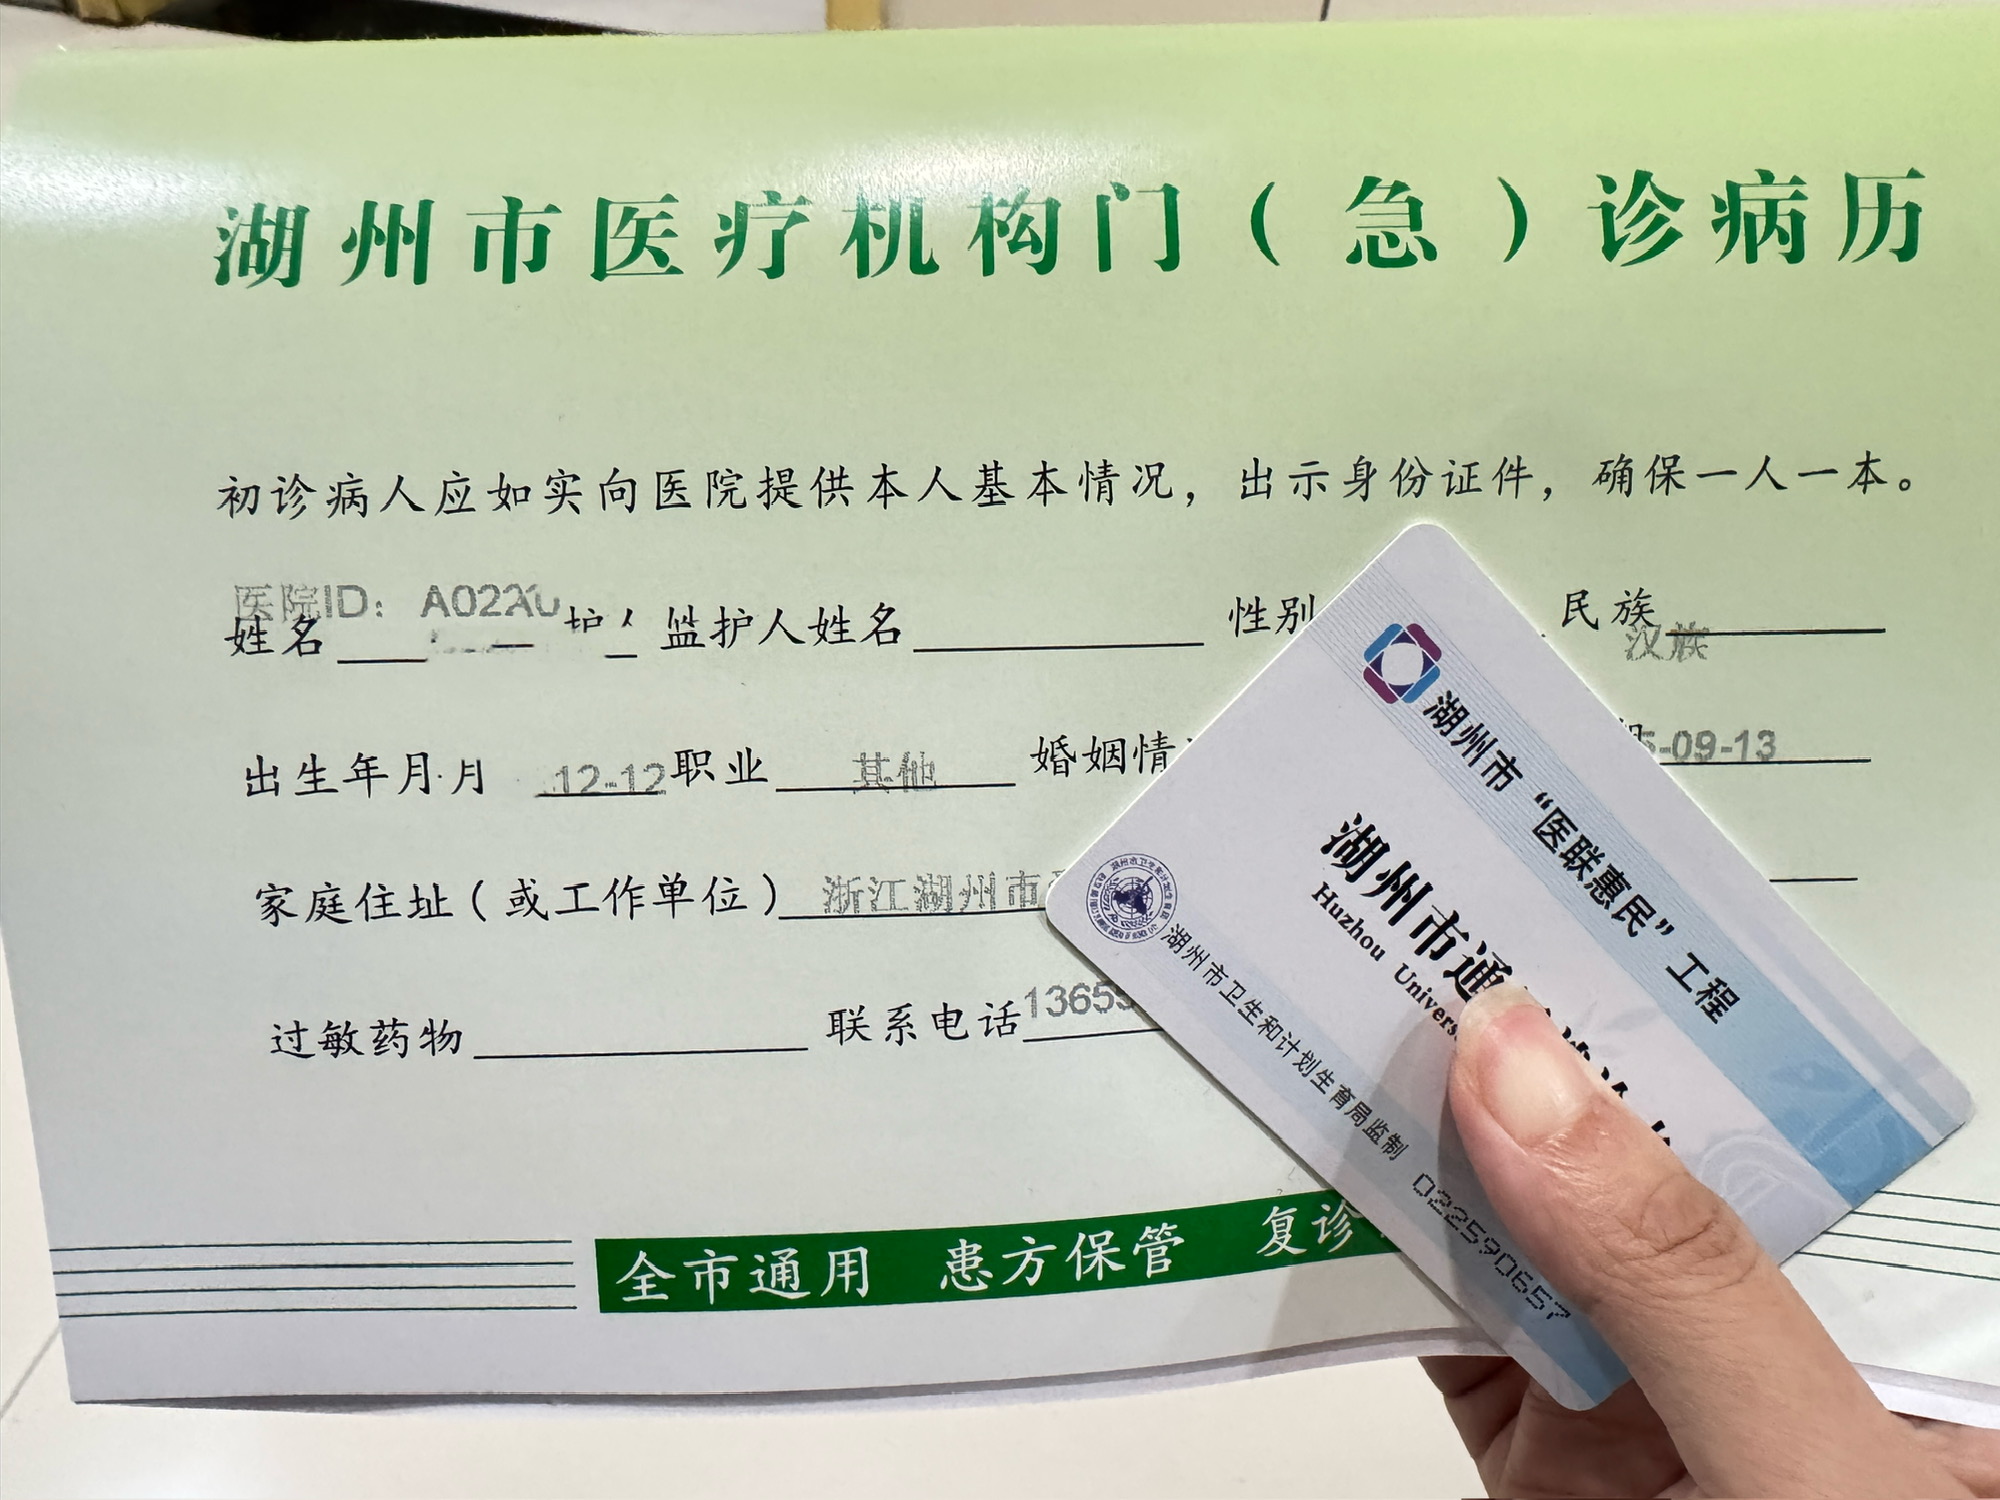 湖州市医疗机构门（急）诊病历
初诊病人应如实向医院提供本人基本情况，出示身份证件，确保一人一本。
医院ID：A02
姓名 护人 监护人姓名 性别 民族 汉族
出生年月 月 12-12 职业 其他 婚姻情 -09-13
家庭住址（或工作单位） 浙江湖州市
过敏药物 联系电话 1365
全市通用 患方保管 复诊
湖州市“医联惠民”工程
湖州市通
Huzhou Univers
湖州市卫生和计划生育局监制 0225906​57